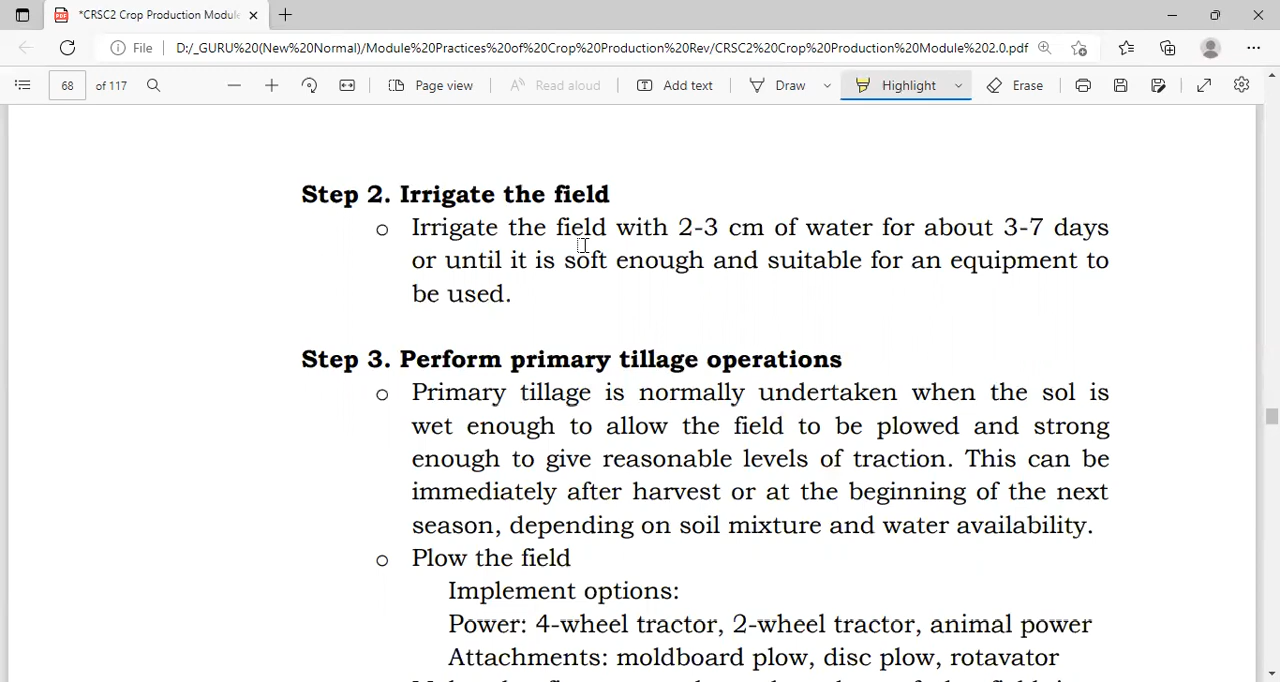 *CRSC2 Crop Production Module
File D:/_GURU%20(New%20Normal)/Module%20Practices%20of%20Crop%20Production%20Rev/CRSC2%20Crop%20Production%20Module%202.0.pdf
68 of 117 Page view Read aloud Add text Draw Highlight Erase
Step 2. Irrigate the field
o Irrigate the field with 2-3 cm of water for about 3-7 days
or until it is soft enough and suitable for an equipment to
be used.
Step 3. Perform primary tillage operations
o Primary tillage is normally undertaken when the sol is
wet enough to allow the field to be plowed and strong
enough to give reasonable levels of traction. This can be
immediately after harvest or at the beginning of the next
season, depending on soil mixture and water availability.
o Plow the field
Implement options:
Power: 4-wheel tractor, 2-wheel tractor, animal power
Attachments: moldboard plow, disc plow, rotavator